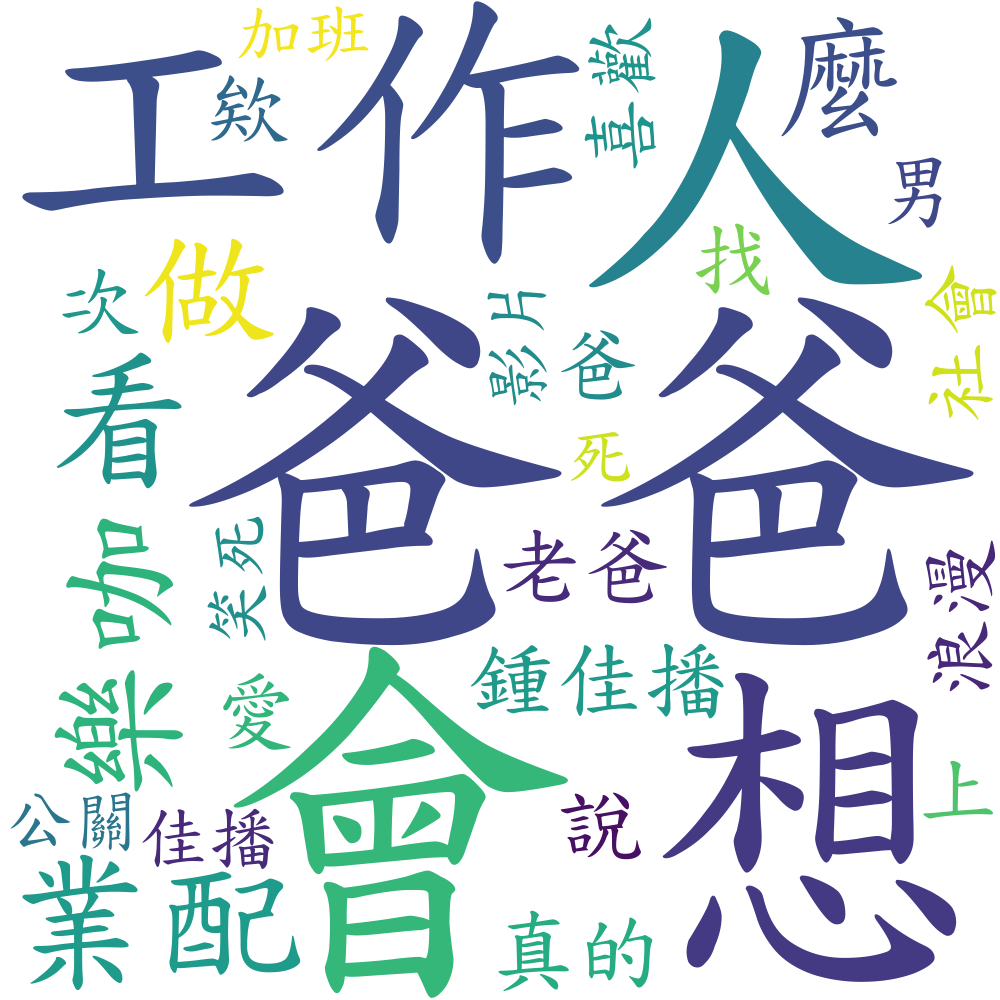 加班
工作
欸
喜歡
人
麼
男
找
做
次
影片
爸
社會
爸爸
看
死
咖
笑死
老爸
浪漫
樂
愛
會
鍾佳播
想
上
公關
佳播
說
業配
真的